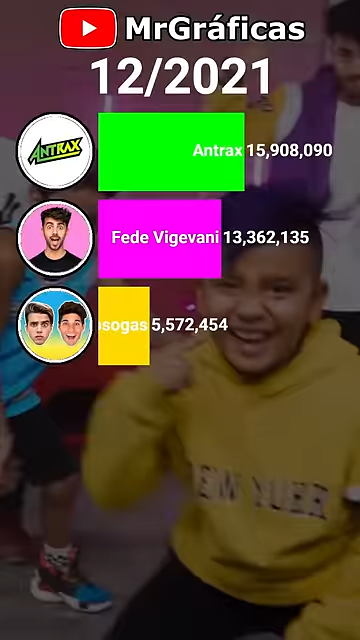 MrGráficas
12/2021
ANTRAX
Antrax 15,908,090
Fede Vigevani 13,362,135
osogas 5,572,454
NEW YORK